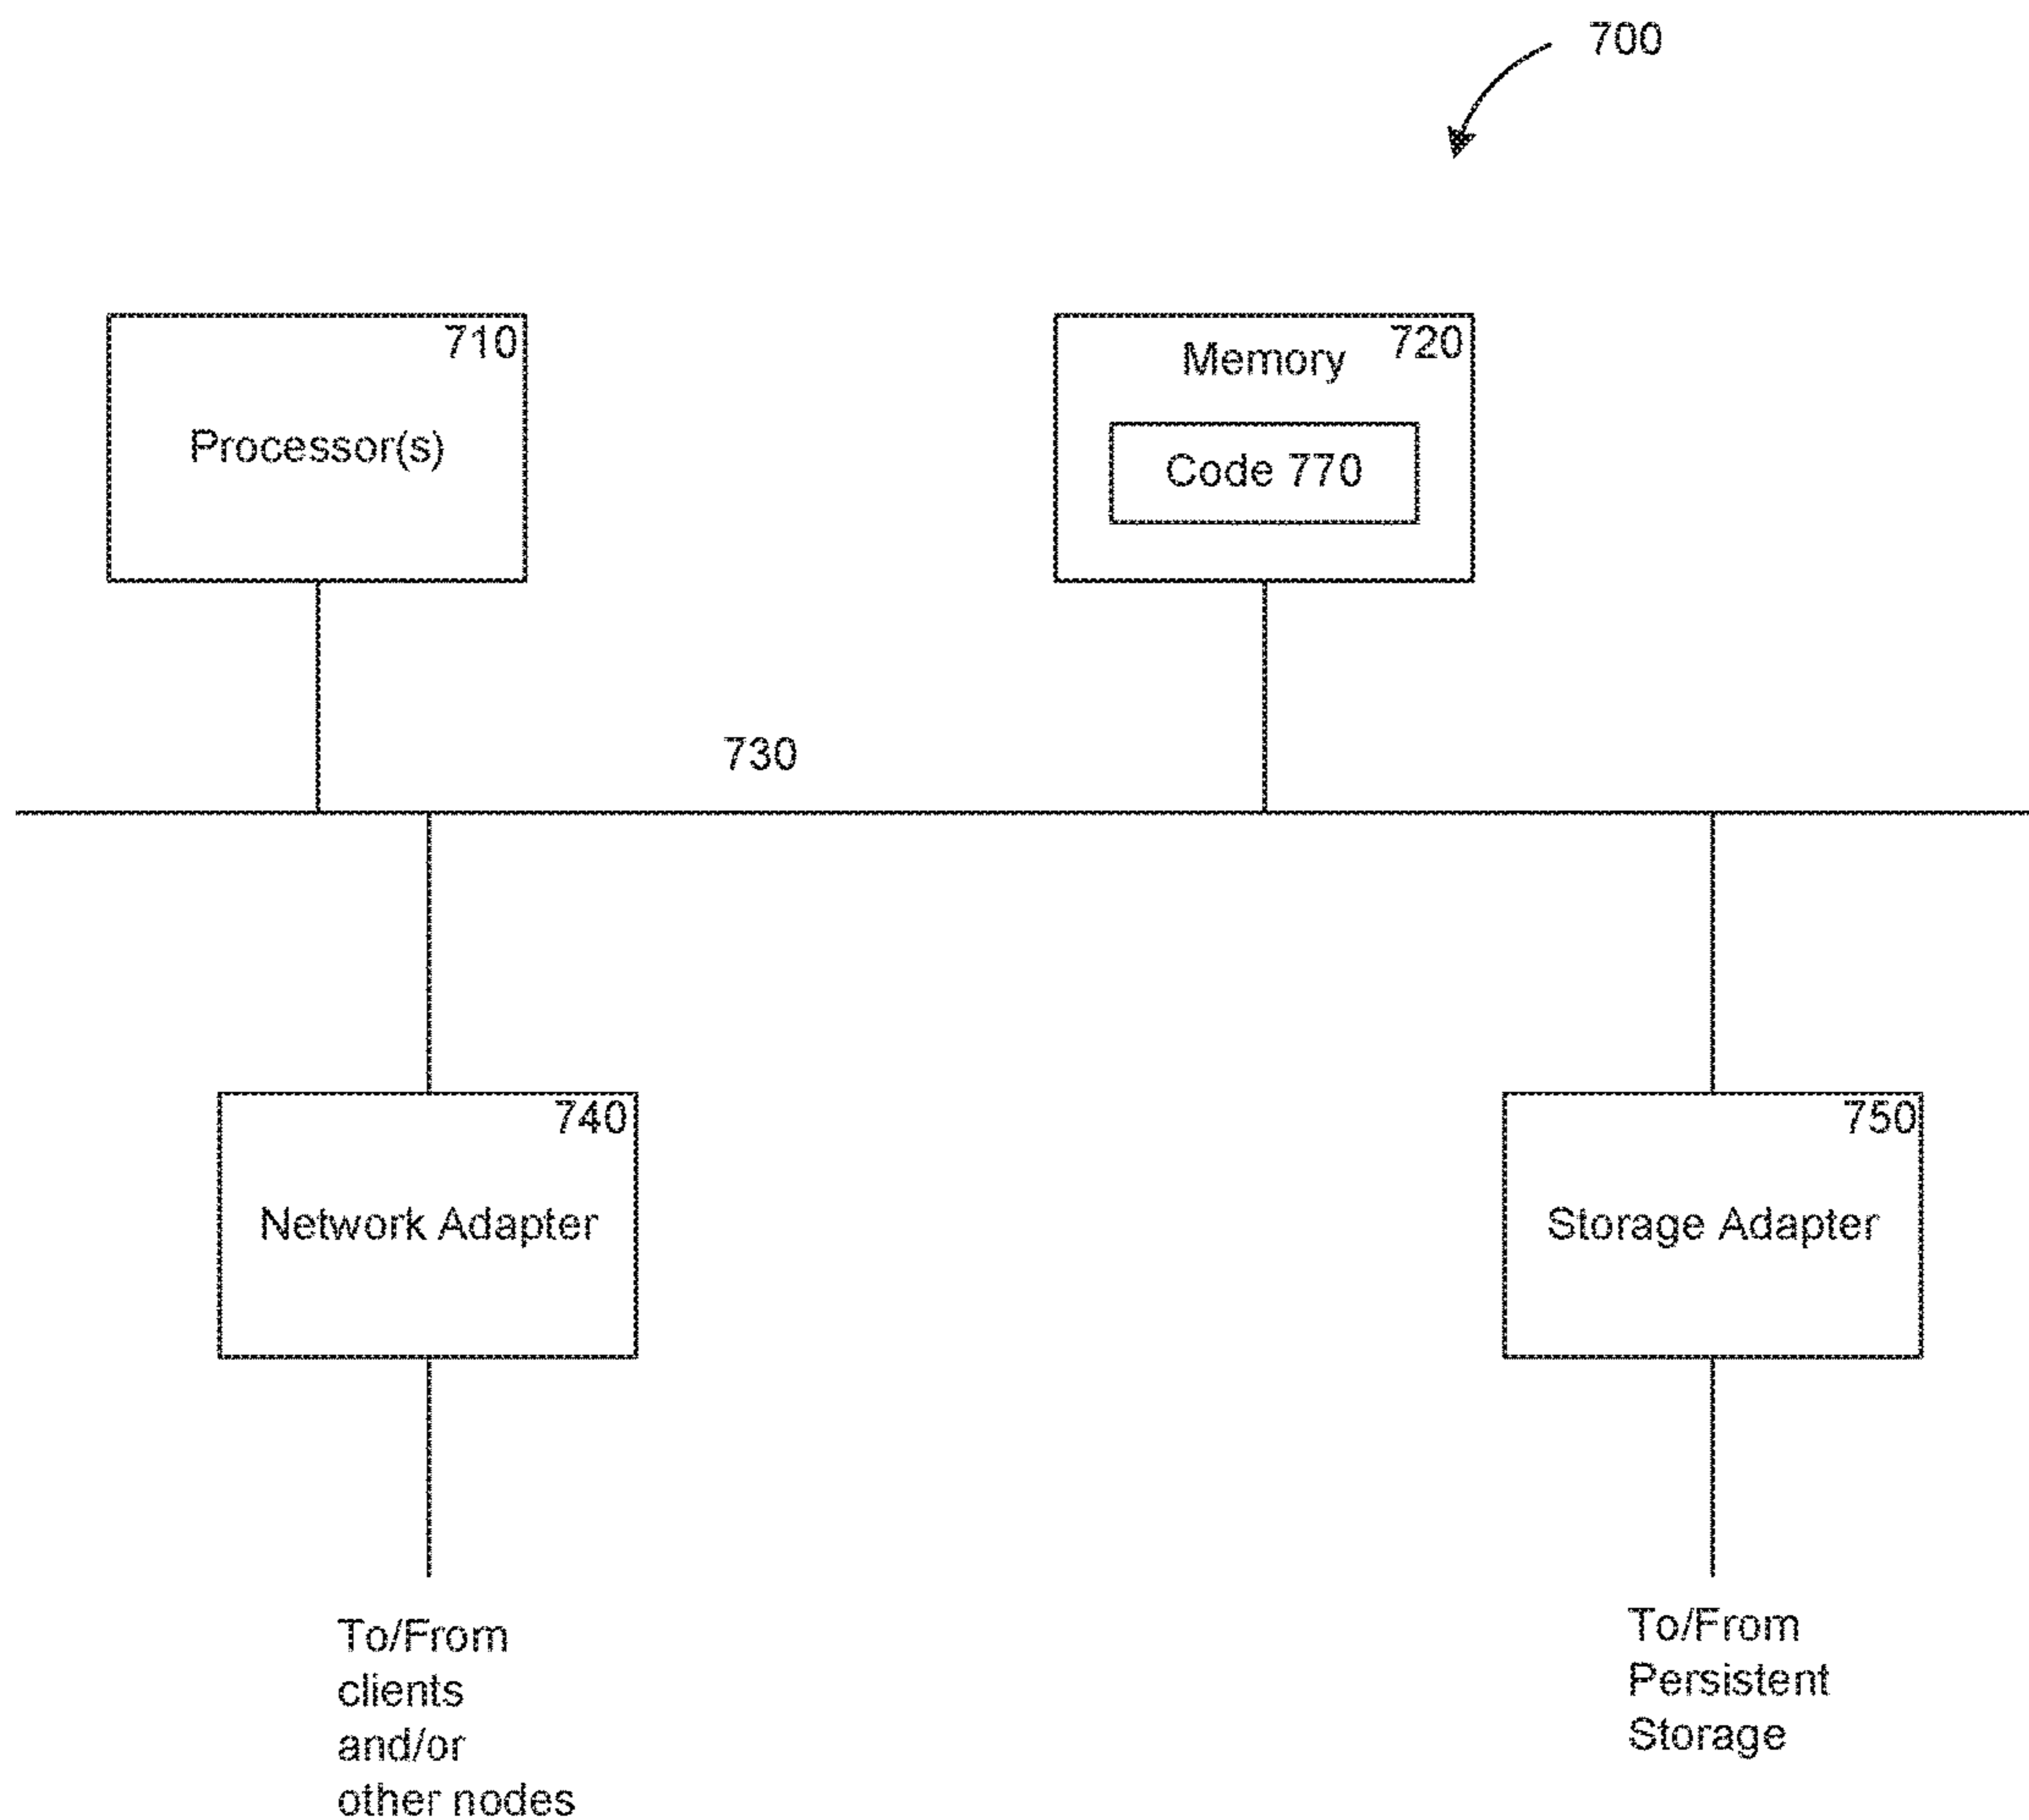 700
710
Processor(s)
720
Memory
Code 770
730
740
Network Adapter
750
Storage Adapter
To/From
clients
and/or
other nodes
To/From
Persistent
Storage